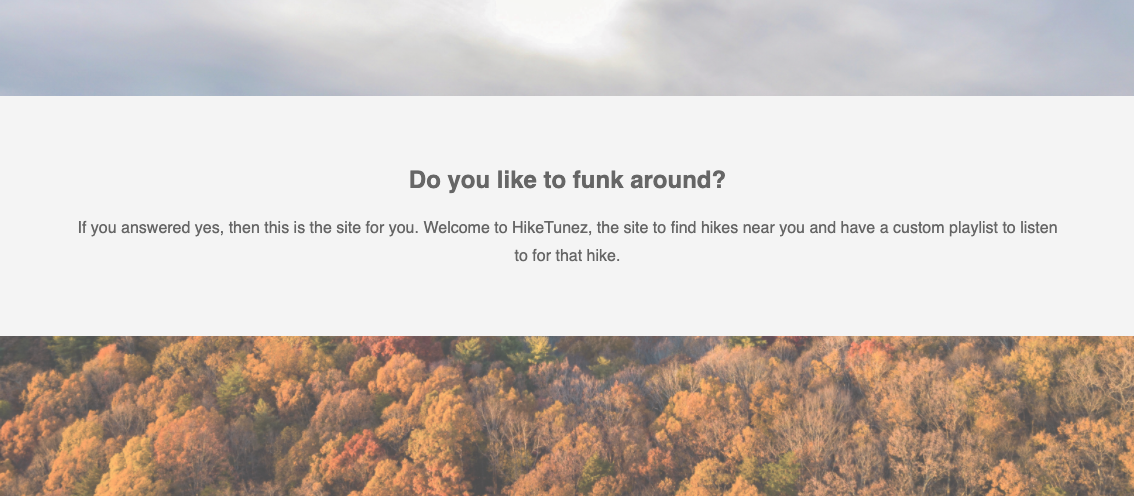 Do you like to funk around?
If you answered yes, then this is the site for you. Welcome to HikeTunez, the site to find hikes near you and have a custom playlist to listen
to for that hike.